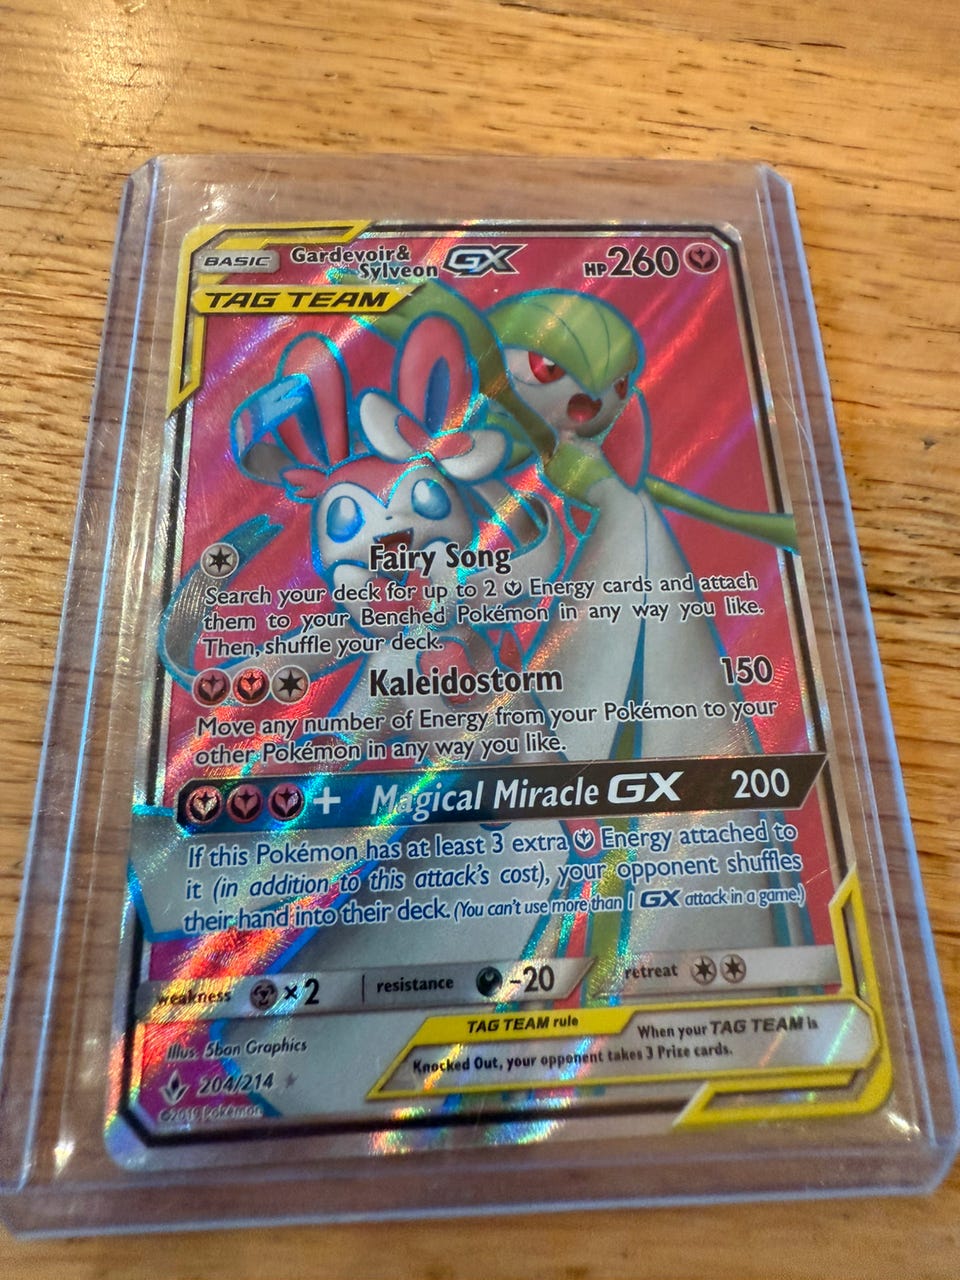 BASIC
Gardevoir&
Sylveon GX
HP 260
TAG TEAM
Fairy Song
Search your deck for up to 2 Energy cards and attach
them to your Benched Pokémon in any way you like.
Then, shuffle your deck.
Kaleidostorm 150
Move any number of Energy from your Pokémon to your
other Pokémon in any way you like.
+ Magical Miracle GX 200
If this Pokémon has at least 3 extra Energy attached to
it (in addition to this attack's cost), your opponent shuffles
their hand into their deck. (You can't use more than 1 GX attack in a game.)
weakness ×2 resistance -20 retreat
TAG TEAM rule When your TAG TEAM is
Knocked Out, your opponent takes 3 Prize cards.
Illus. 5ban Graphics
204/214
©2019 Pokémon